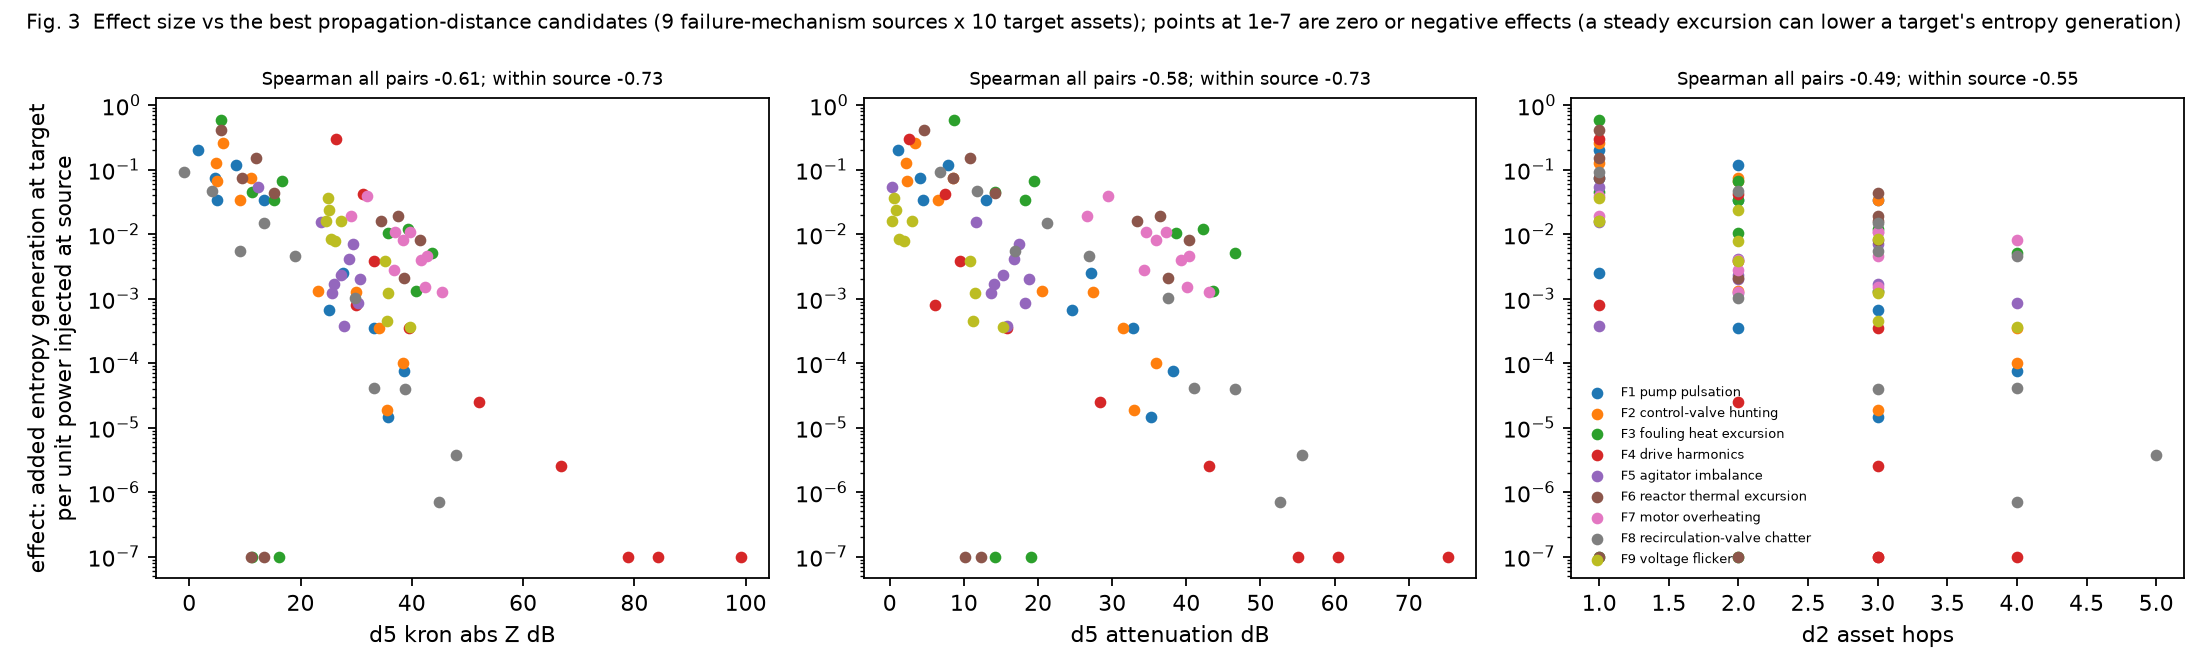 Fig. 3  Effect size vs the best propagation-distance candidates (9 failure-mechanism sources x 10 target assets); points at 1e-7 are zero or negative effects (a steady excursion can lower a target's entropy generation)
Spearman all pairs -0.61; within source -0.73
effect: added entropy generation at target
per unit power injected at source
10⁰
10⁻¹
10⁻²
10⁻³
10⁻⁴
10⁻⁵
10⁻⁶
10⁻⁷
0 20 40 60 80 100
d5 kron abs Z dB
Spearman all pairs -0.58; within source -0.73
10⁰
10⁻¹
10⁻²
10⁻³
10⁻⁴
10⁻⁵
10⁻⁶
10⁻⁷
0 10 20 30 40 50 60 70
d5 attenuation dB
Spearman all pairs -0.49; within source -0.55
10⁰
10⁻¹
10⁻²
10⁻³
10⁻⁴
10⁻⁵
10⁻⁶
10⁻⁷
F1 pump pulsation
F2 control-valve hunting
F3 fouling heat excursion
F4 drive harmonics
F5 agitator imbalance
F6 reactor thermal excursion
F7 motor overheating
F8 recirculation-valve chatter
F9 voltage flicker
1.0 1.5 2.0 2.5 3.0 3.5 4.0 4.5 5.0
d2 asset hops